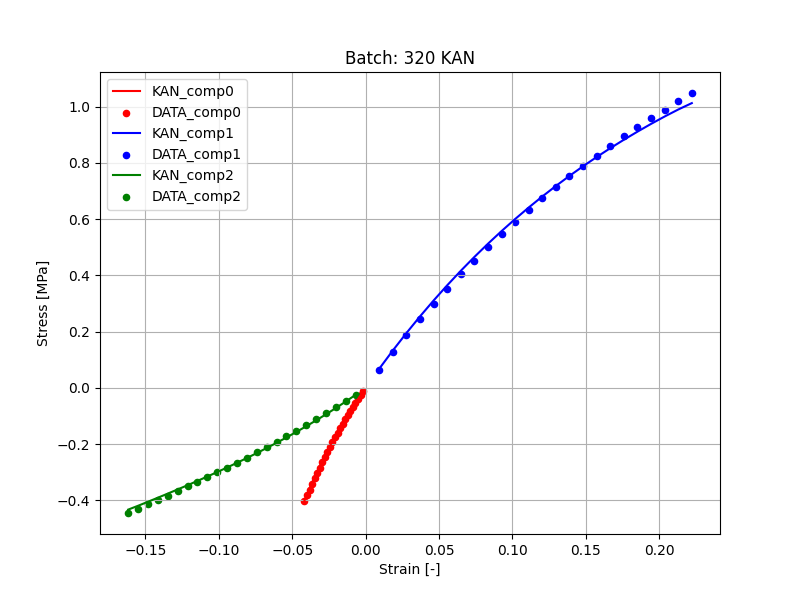 Batch: 320 KAN
KAN_comp0
DATA_comp0
KAN_comp1
DATA_comp1
KAN_comp2
DATA_comp2
1.0
0.8
0.6
0.4
0.2
0.0
−0.2
−0.4
Stress [MPa]
−0.15 −0.10 −0.05 0.00 0.05 0.10 0.15 0.20
Strain [-]